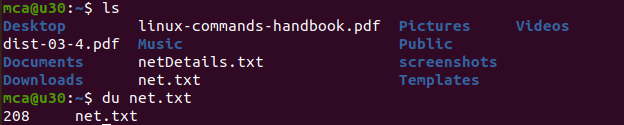 mca@u30:~$ ls
Desktop linux-commands-handbook.pdf Pictures Videos
dist-03-4.pdf Music Public
Documents netDetails.txt screenshots
Downloads net.txt Templates
mca@u30:~$ du net.txt
208 net.txt